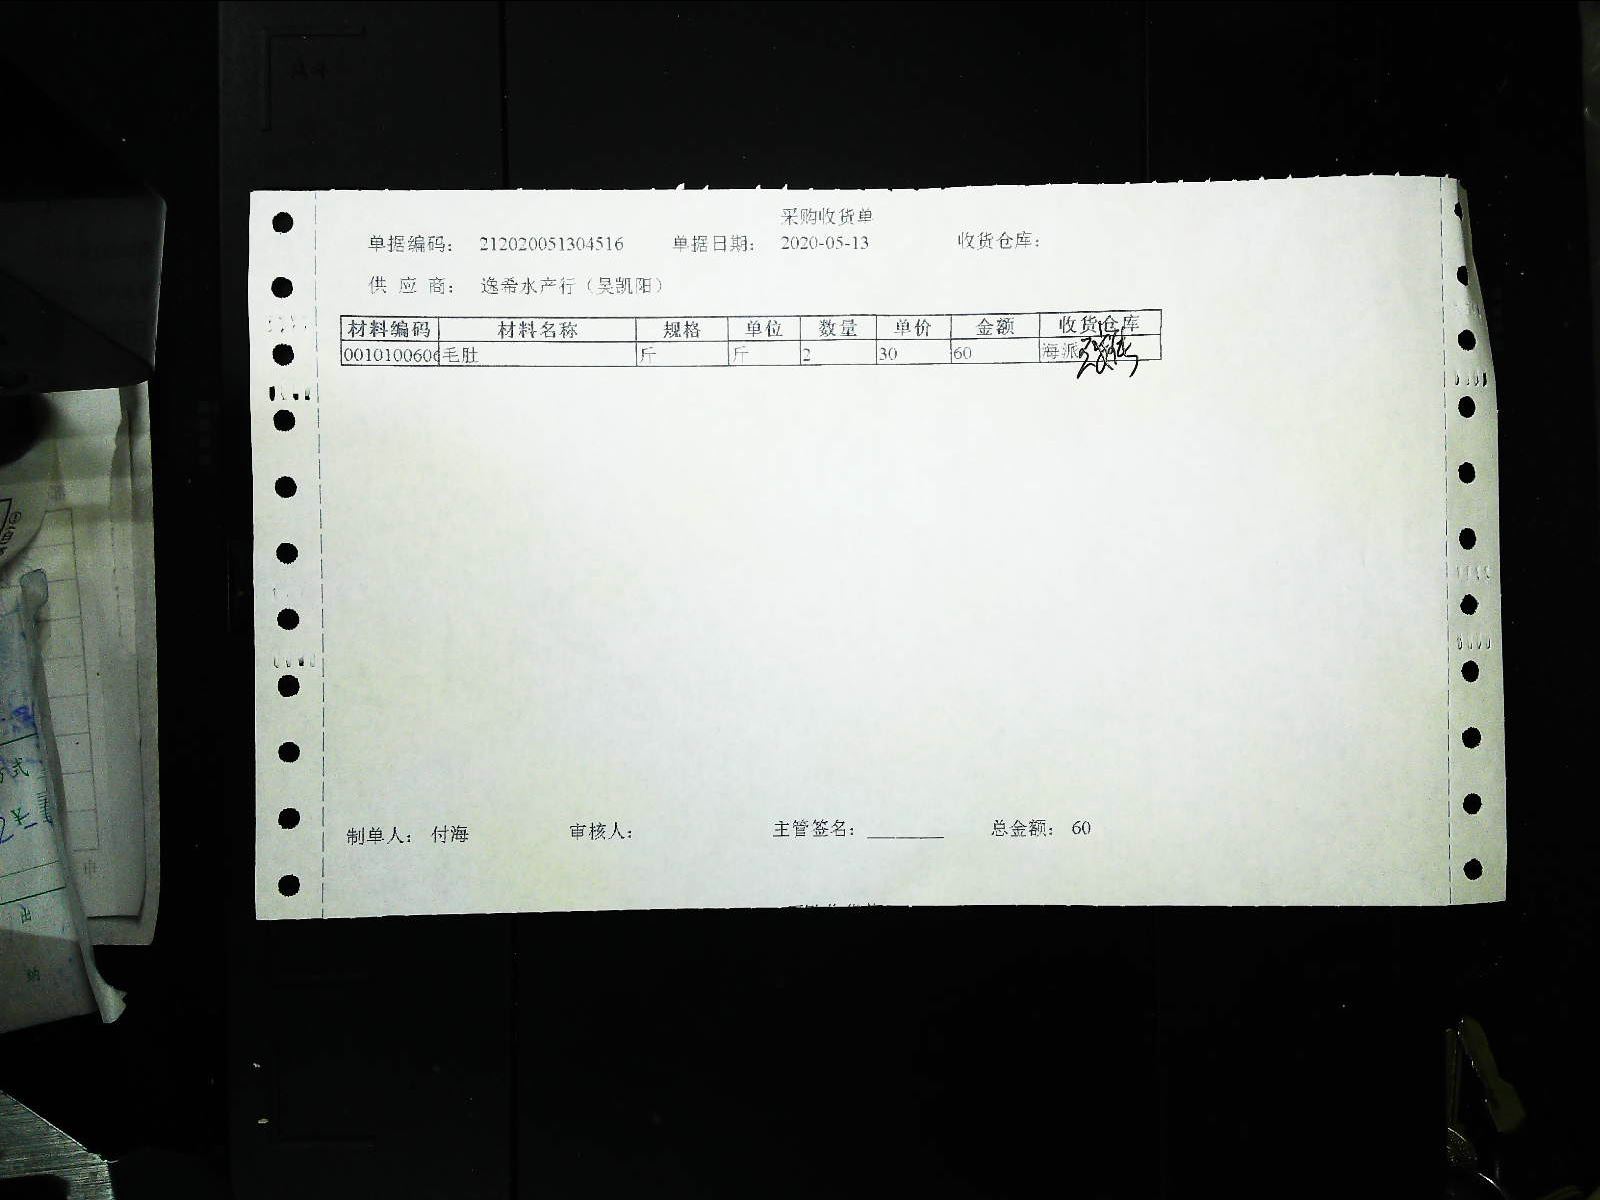 采购收货单
单据编码： 212020051304516 单据日期： 2020-05-13 收货仓库：
供 应 商： 逸希水产行（吴凯阳）
材料编码 材料名称 规格 单位 数量 单价 金额 收货仓库
0010100606 毛肚 斤 斤 2 30 60 海派
制单人： 付海 审核人： 主管签名： ________ 总金额： 60